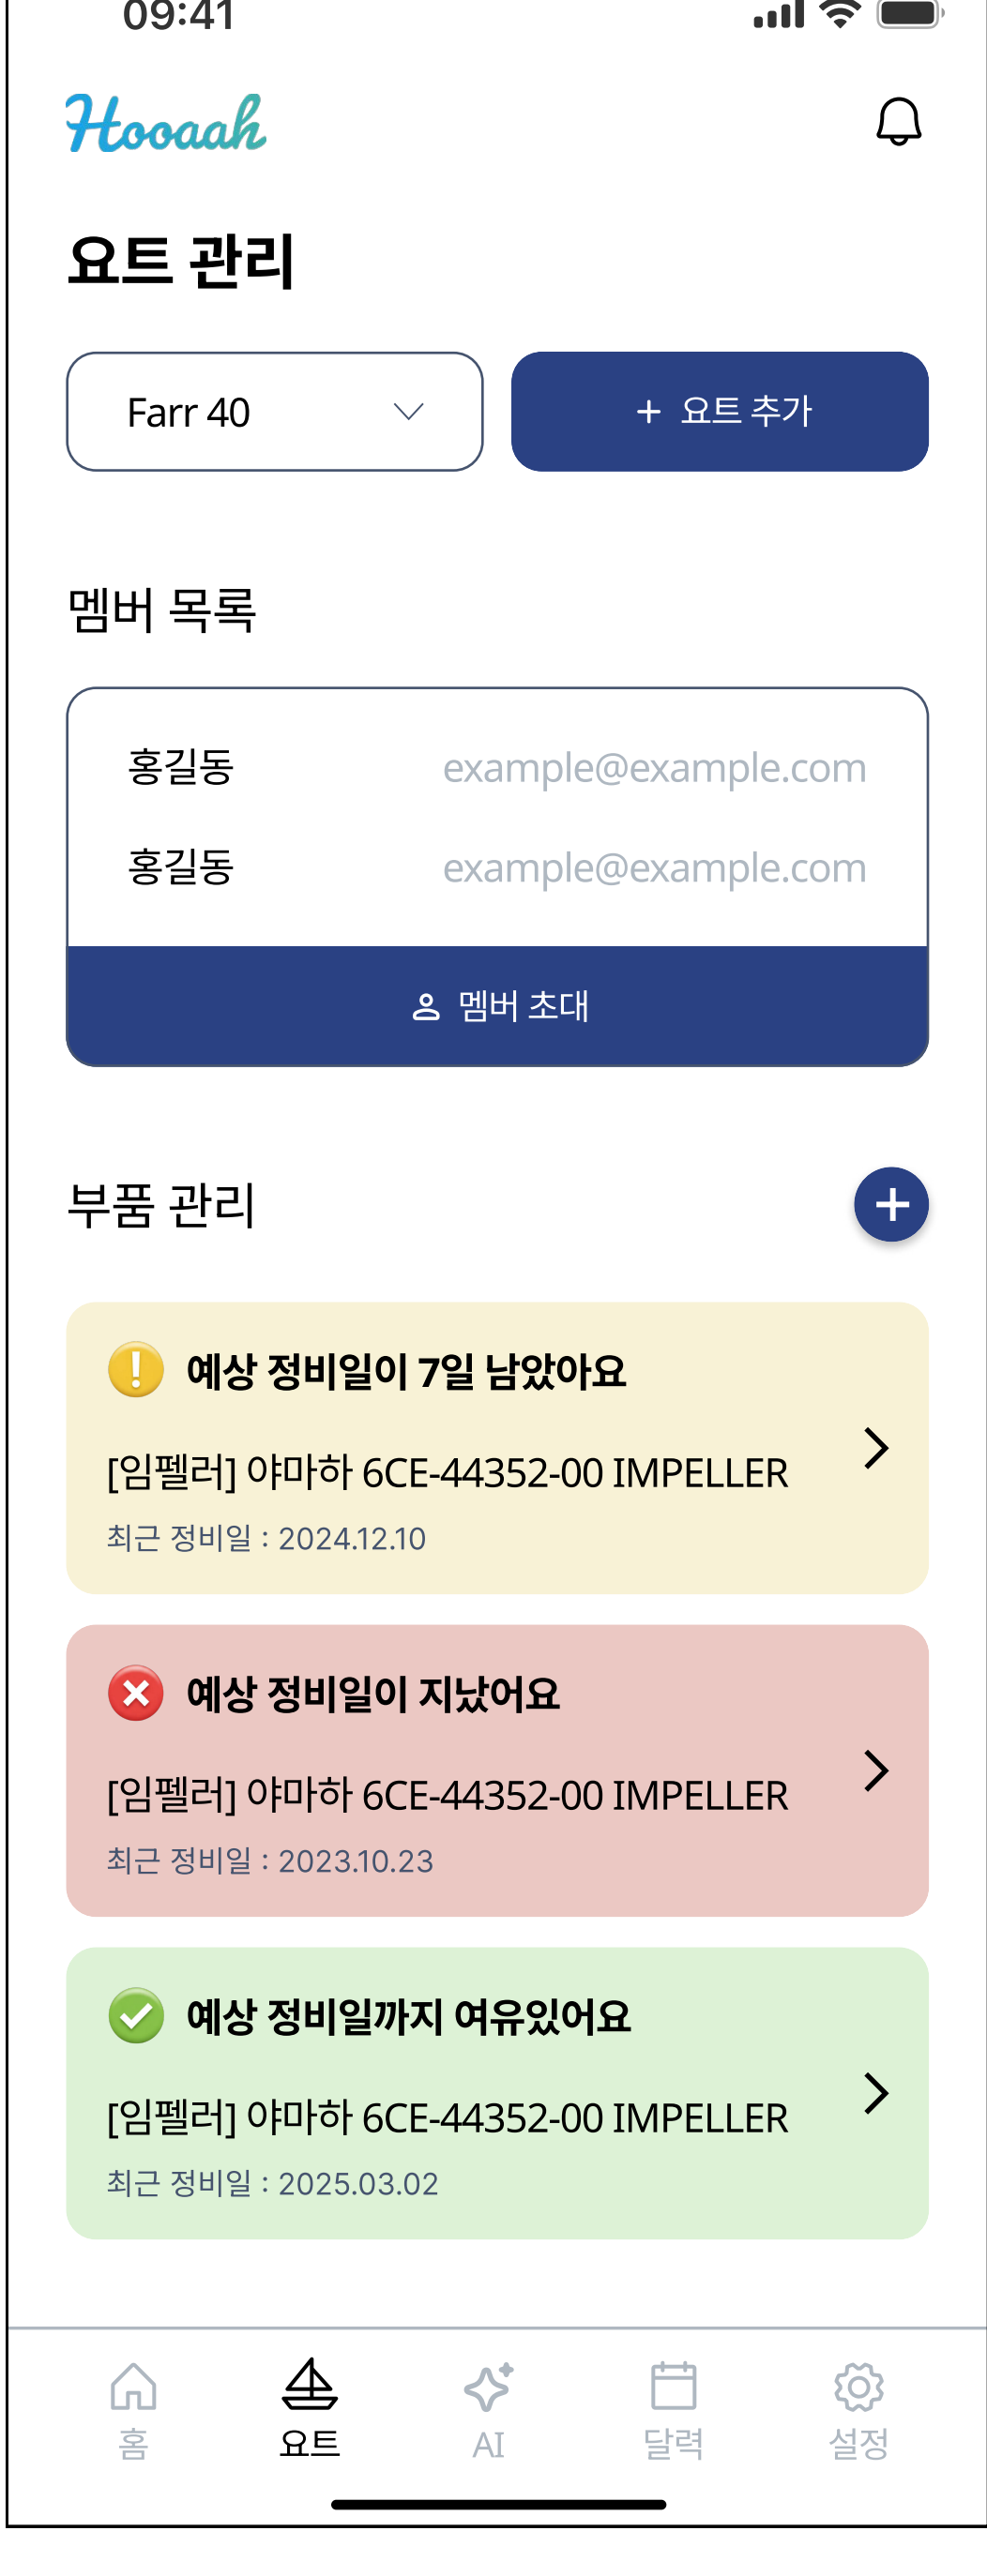 09:41
Hooaah
요트 관리
Farr 40
요트 추가
멤버 목록
홍길동 example@example.com
홍길동 example@example.com
멤버 초대
부품 관리
예상 정비일이 7일 남았아요
[임펠러] 야마하 6CE-44352-00 IMPELLER
최근 정비일 : 2024.12.10
예상 정비일이 지났어요
[임펠러] 야마하 6CE-44352-00 IMPELLER
최근 정비일 : 2023.10.23
예상 정비일까지 여유있어요
[임펠러] 야마하 6CE-44352-00 IMPELLER
최근 정비일 : 2025.03.02
홈 요트 AI 달력 설정